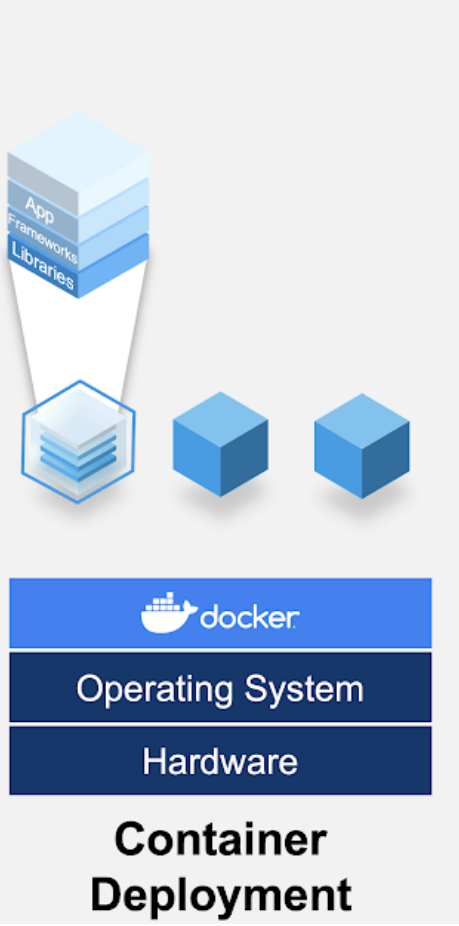 App
Frameworks
Libraries
docker
Operating System
Hardware
Container
Deployment